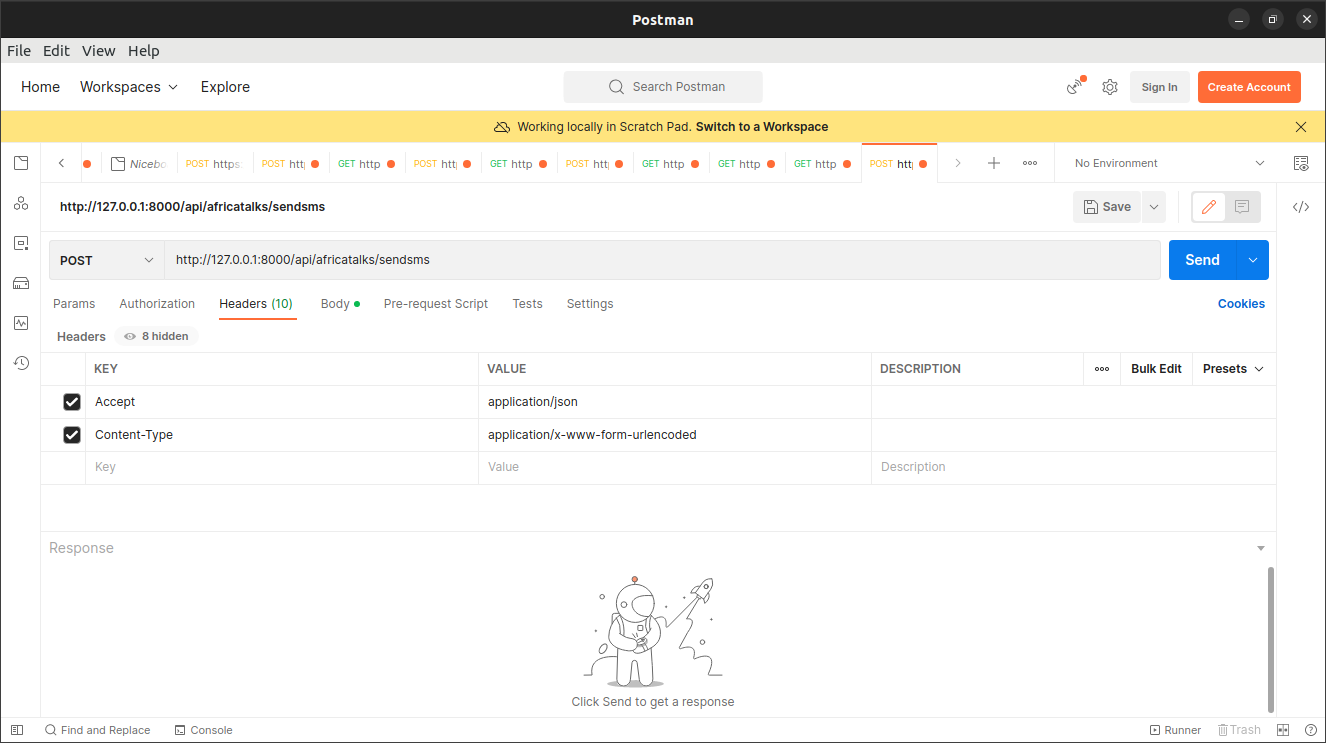 Postman
File Edit View Help
Home Workspaces Explore Search Postman Sign In Create Account
Working locally in Scratch Pad. Switch to a Workspace
Nicebo POST https: POST http GET http POST http GET http POST http GET http GET http GET http POST http No Environment
http://127.0.0.1:8000/api/africatalks/sendsms Save
POST http://127.0.0.1:8000/api/africatalks/sendsms Send
Params Authorization Headers (10) Body Pre-request Script Tests Settings Cookies
Headers 8 hidden
KEY VALUE DESCRIPTION Bulk Edit Presets
Accept application/json
Content-Type application/x-www-form-urlencoded
Key Value Description
Response
Click Send to get a response
Find and Replace Console Runner Trash